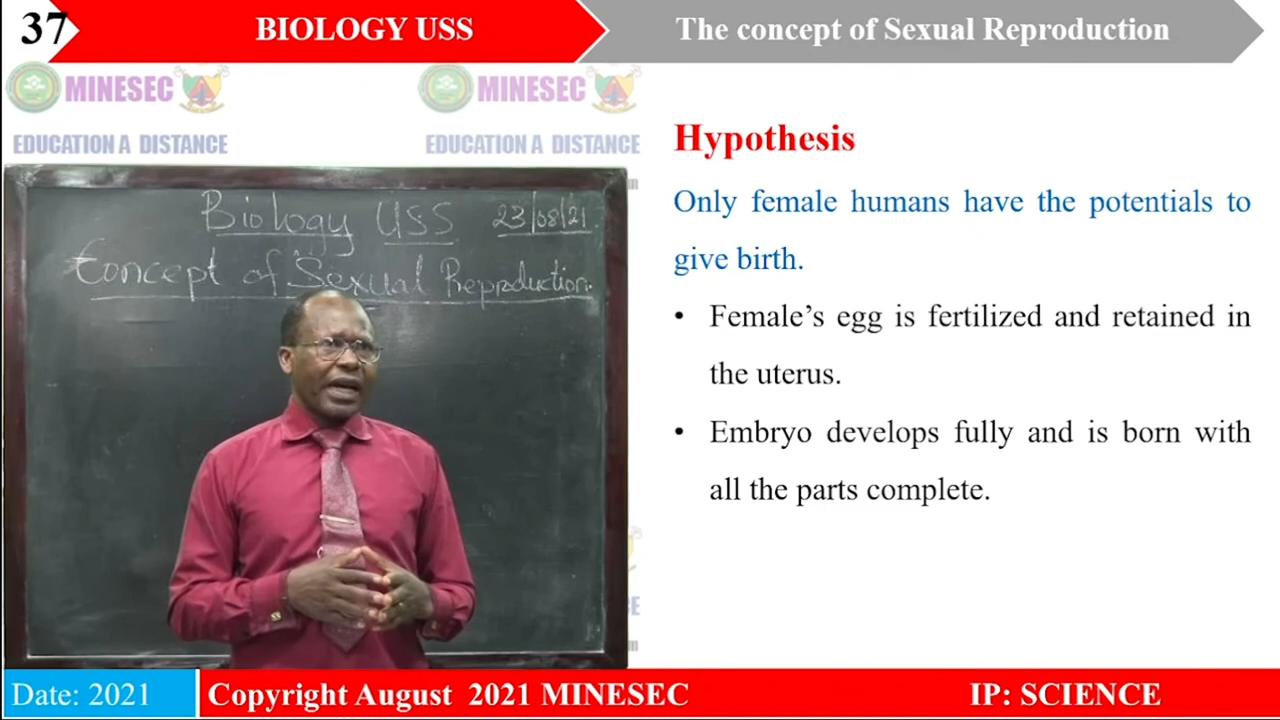 37
BIOLOGY USS
The concept of Sexual Reproduction
MINESEC
MINESEC
EDUCATION A DISTANCE
EDUCATION A DISTANCE
Biology USS 23/08/21
Concept of Sexual Reproduction.
Hypothesis
Only female humans have the potentials to
give birth.
• Female’s egg is fertilized and retained in
the uterus.
• Embryo develops fully and is born with
all the parts complete.
Date: 2021
Copyright August 2021 MINESEC
IP: SCIENCE